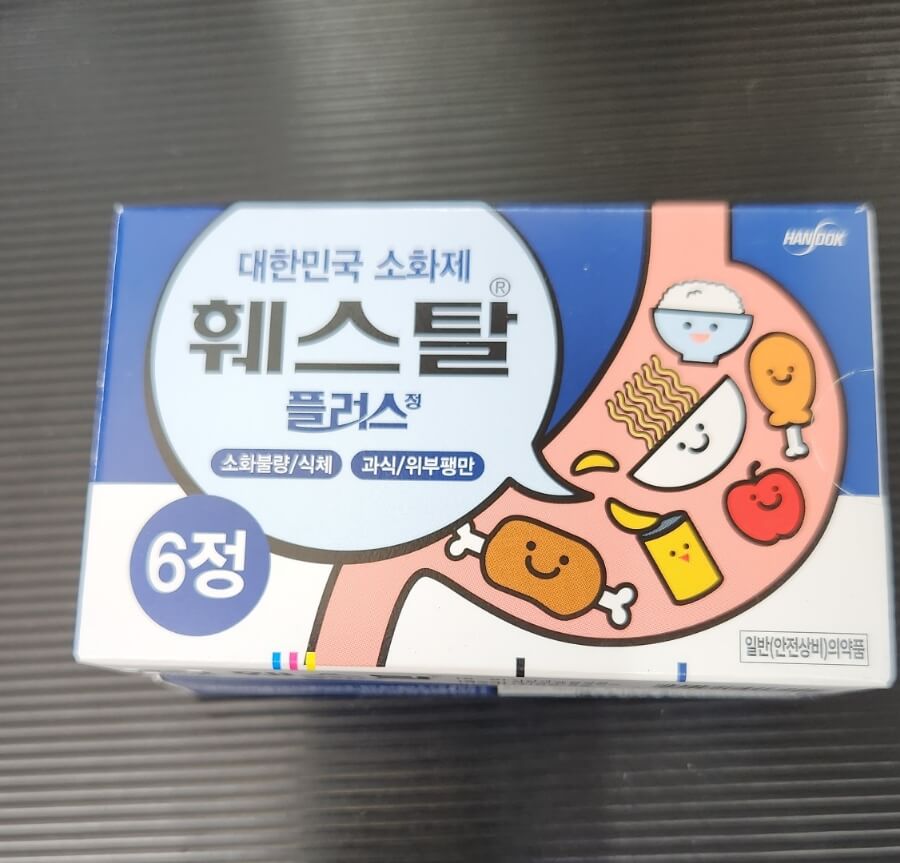 대한민국 소화제
훼스탈®
플러스정
소화불량/식체 과식/위부팽만
6정
HANDOK
일반(안전상비)의약품